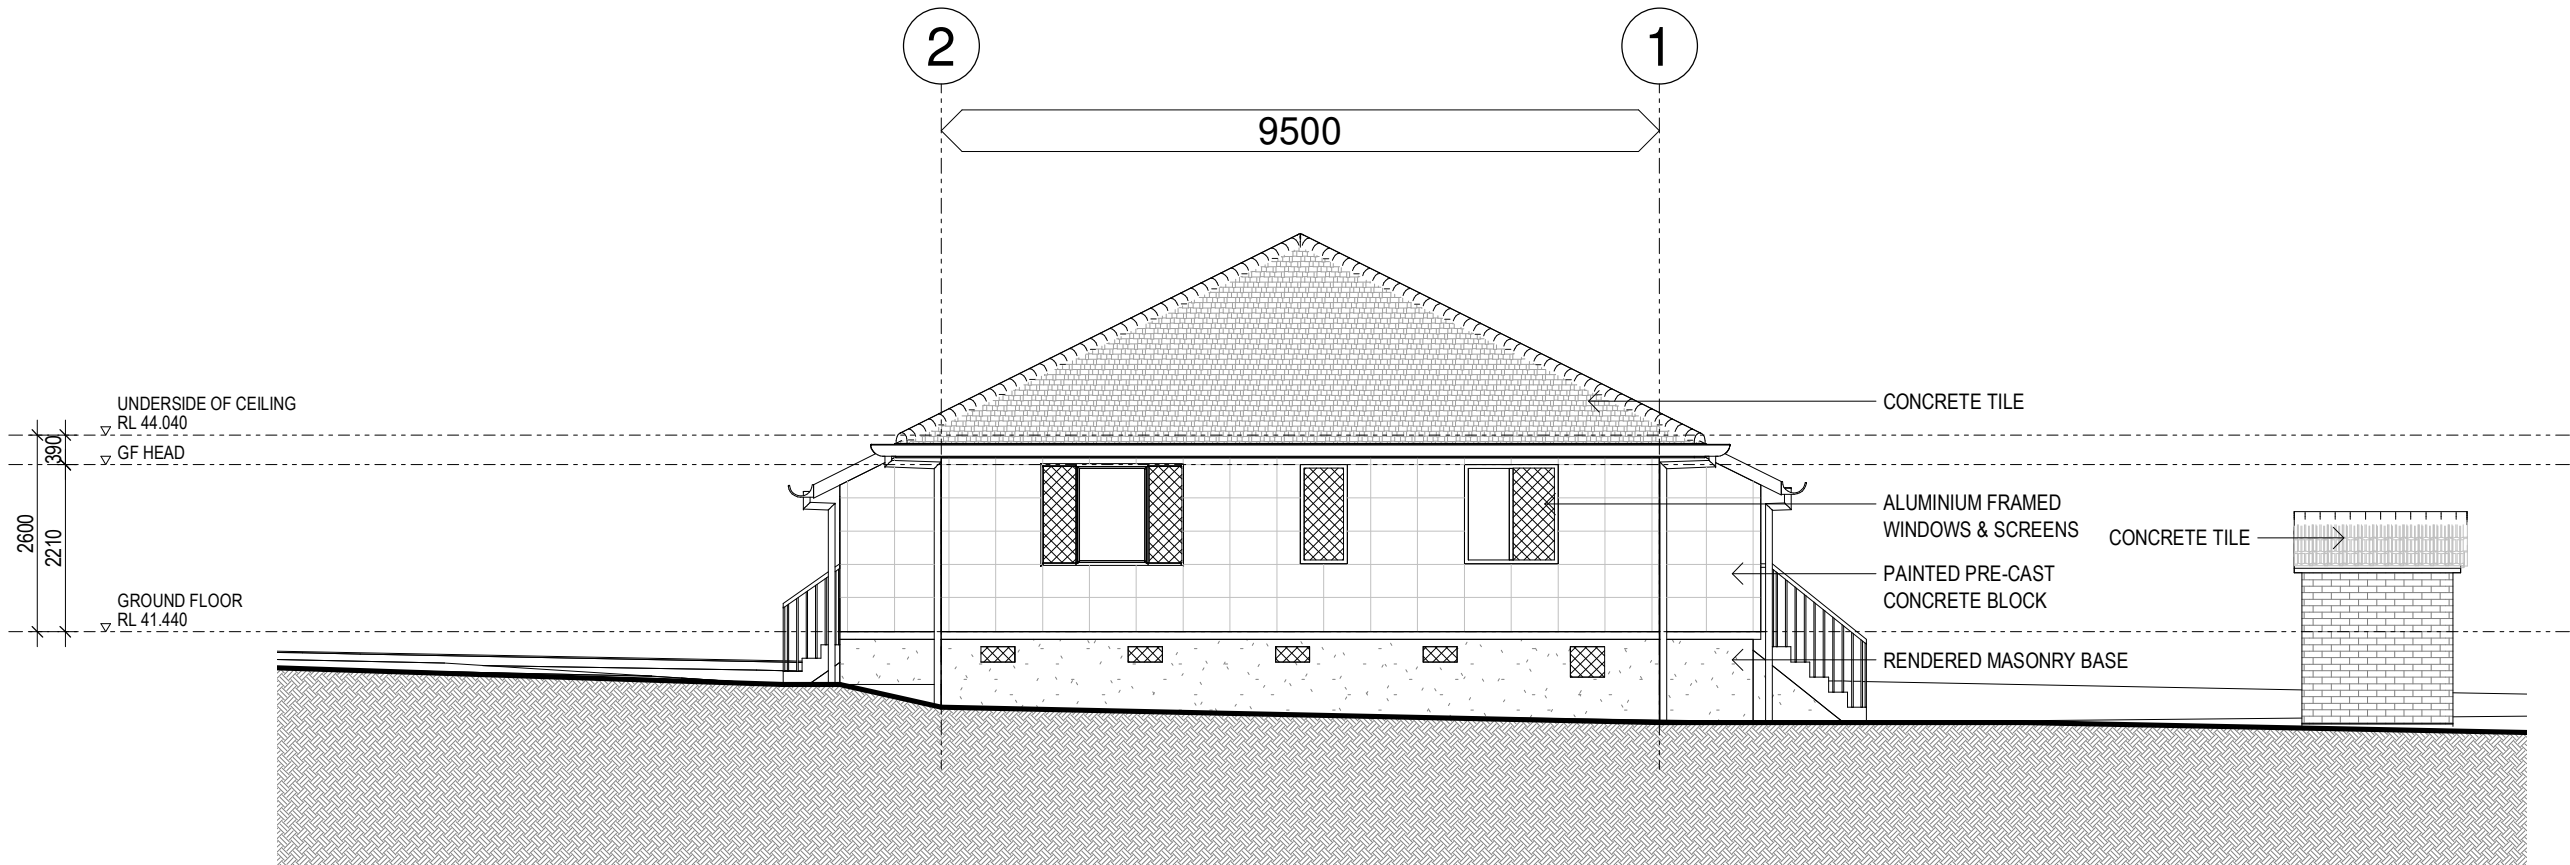 2
1
9500
UNDERSIDE OF CEILING
RL 44.040
GF HEAD
390
2600
2210
GROUND FLOOR
RL 41.440
CONCRETE TILE
ALUMINIUM FRAMED
WINDOWS & SCREENS
CONCRETE TILE
PAINTED PRE-CAST
CONCRETE BLOCK
RENDERED MASONRY BASE